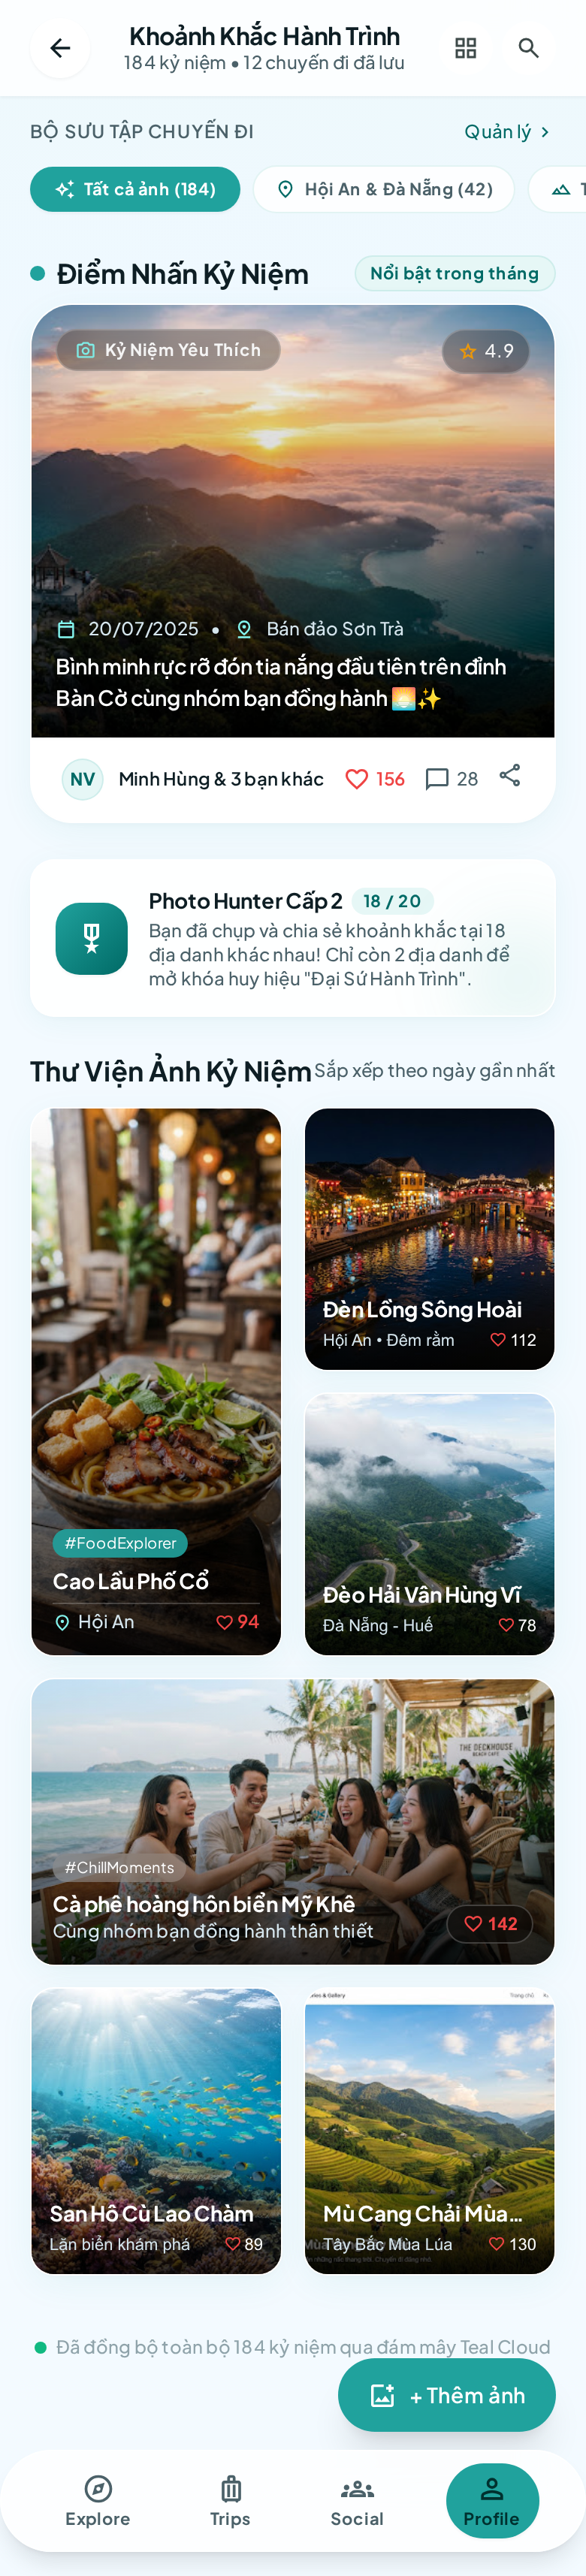 Khoảnh Khắc Hành Trình
184 kỷ niệm • 12 chuyến đi đã lưu
BỘ SƯU TẬP CHUYẾN ĐI
Quản lý
Tất cả ảnh (184)
Hội An & Đà Nẵng (42)
Điểm Nhấn Kỷ Niệm
Nổi bật trong tháng
Kỷ Niệm Yêu Thích
4.9
20/07/2025 • Bán đảo Sơn Trà
Bình minh rực rỡ đón tia nắng đầu tiên trên đỉnh
Bàn Cờ cùng nhóm bạn đồng hành 🌅✨
NV
Minh Hùng & 3 bạn khác
156
28
Photo Hunter Cấp 2
18 / 20
Bạn đã chụp và chia sẻ khoảnh khắc tại 18
địa danh khác nhau! Chỉ còn 2 địa danh để
mở khóa huy hiệu "Đại Sứ Hành Trình".
Thư Viện Ảnh Kỷ Niệm
Sắp xếp theo ngày gần nhất
#FoodExplorer
Cao Lầu Phố Cổ
Hội An
94
Đèn Lồng Sông Hoài
Hội An • Đêm rằm
112
Đèo Hải Vân Hùng Vĩ
Đà Nẵng - Huế
78
THE DECKHOUSE
BEACH CAFE
#ChillMoments
Cà phê hoàng hôn biển Mỹ Khê
Cùng nhóm bạn đồng hành thân thiết
142
San Hô Cù Lao Chàm
Lặn biển khám phá
89
& Gallery
Trang chủ
Mù Cang Chải Mùa...
Tây Bắc Mùa Lúa
130
Đã đồng bộ toàn bộ 184 kỷ niệm qua đám mây Teal Cloud
+ Thêm ảnh
Explore
Trips
Social
Profile